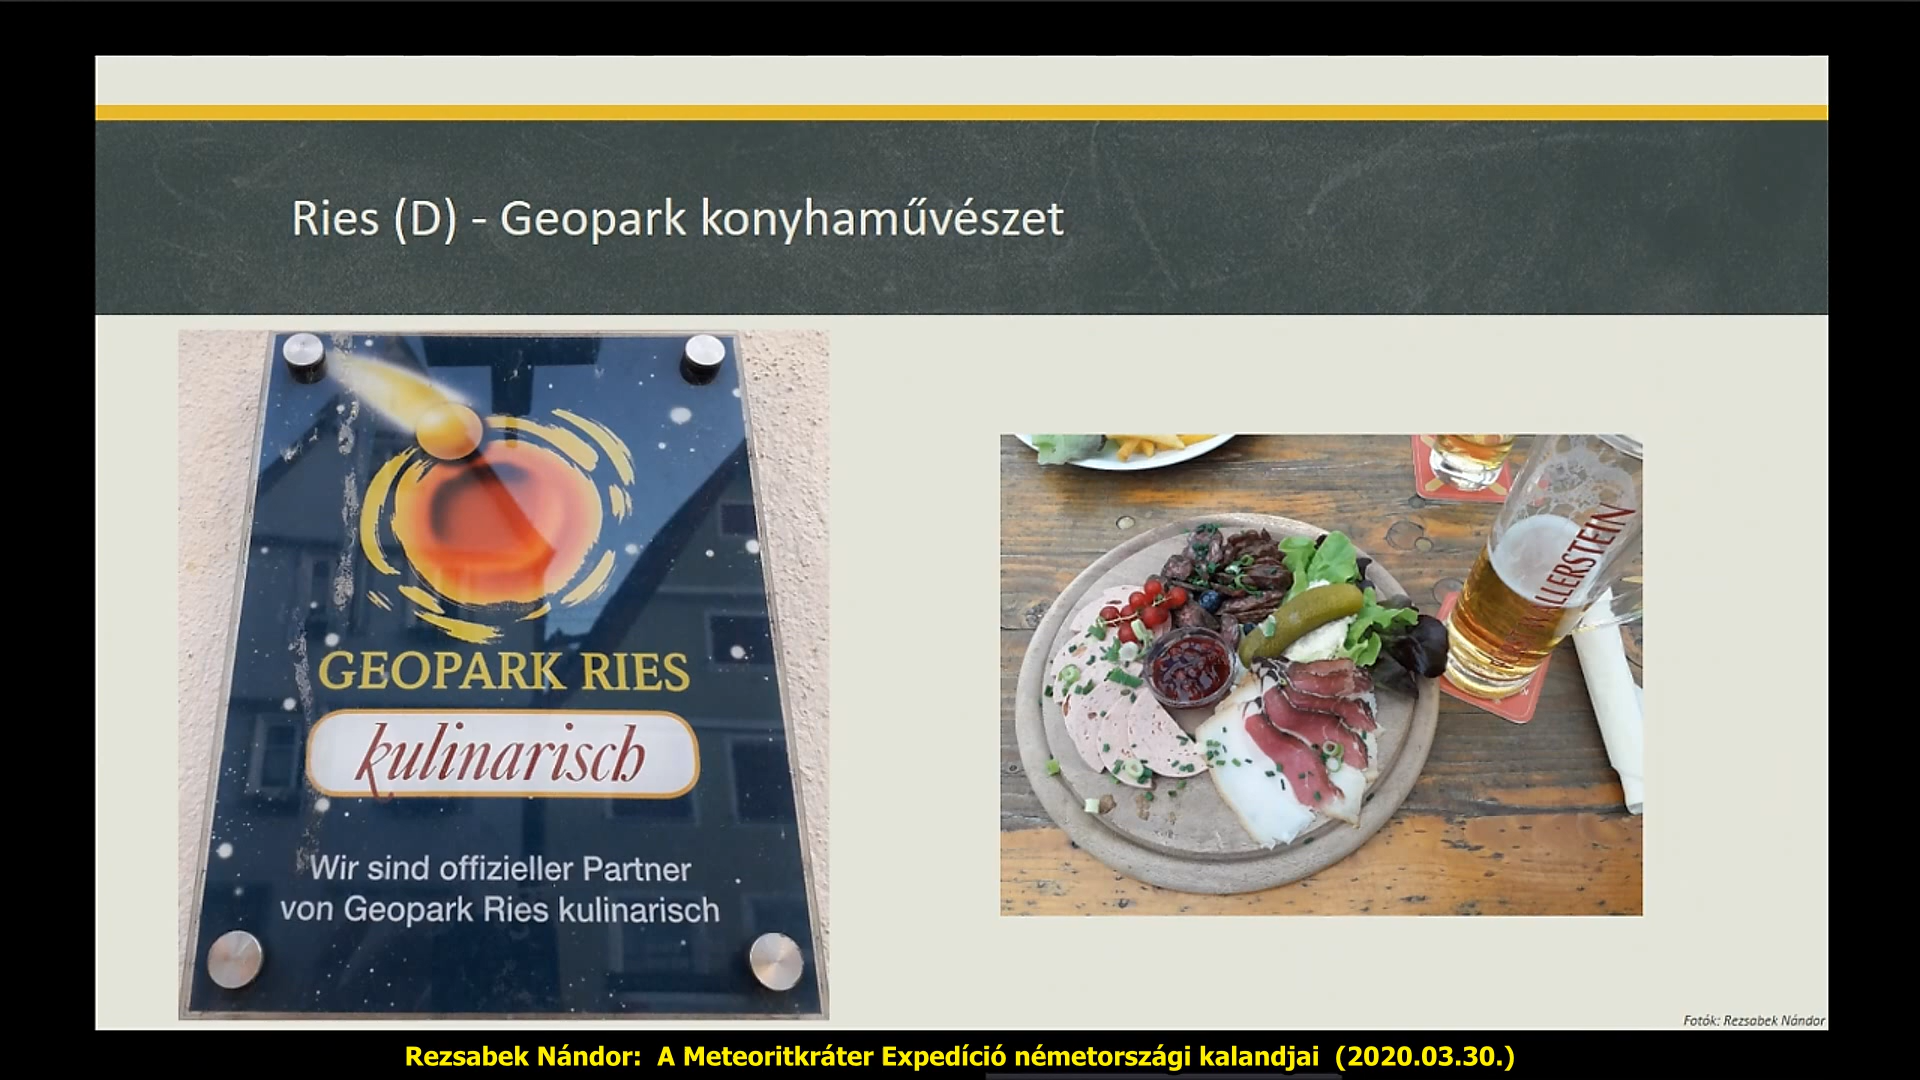 Ries (D) - Geopark konyhaművészet
GEOPARK RIES
kulinarisch
Wir sind offizieller Partner
von Geopark Ries kulinarisch
Fotók: Rezsabek Nándor
Rezsabek Nándor: A Meteoritkráter Expedíció németországi kalandjai (2020.03.30.)